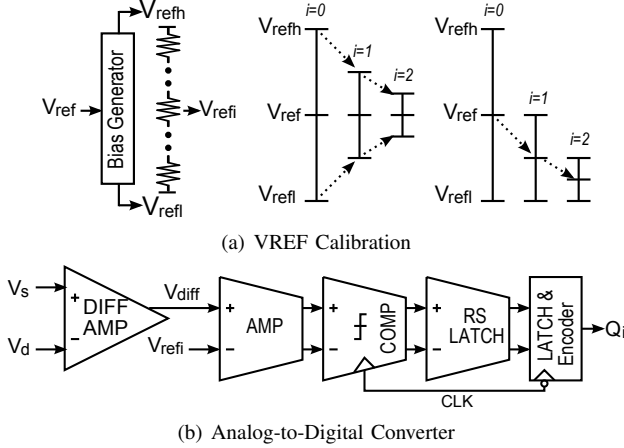 Vrefh
Vref
Bias Generator
Vrefi
Vrefl
i=0
Vrefh
i=1
i=2
Vref
Vrefl
i=0
Vrefh
i=1
Vref
i=2
Vrefl
(a) VREF Calibration
Vs
+
DIFF
AMP
Vd
−
Vdiff
Vrefi
+
AMP
−
+
COMP
−
+
RS
LATCH
−
LATCH &
Encoder
Qi
CLK
(b) Analog-to-Digital Converter